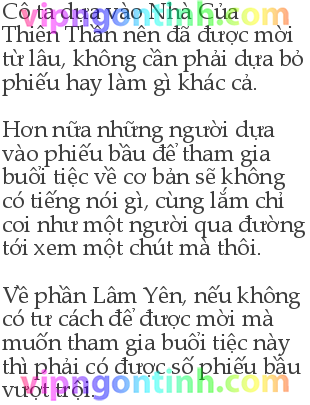 Cô ta dựa vào Nhà Của
vipngontinh.com
Thiên Thần nên đã được mời
từ lâu, không cần phải dựa bỏ
phiếu hay làm gì khác cả.
Hơn nữa những người dựa
vào phiếu bầu để tham gia
buổi tiệc về cơ bản sẽ không
có tiếng nói gì, cùng lắm chỉ
coi như một người qua đường
tới xem một chút mà thôi.
Về phần Lâm Yên, nếu không
có tư cách để được mời mà
muốn tham gia buổi tiệc này
thì phải có được số phiếu bầu
vipngontinh.com
vượt trội.